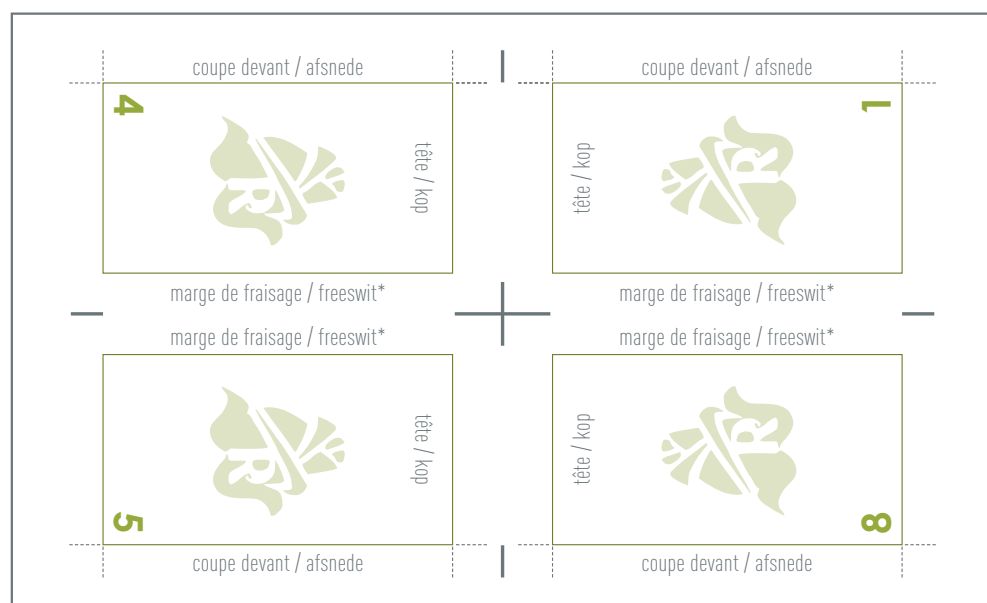 coupe devant / afsnede
4
tête / kop
marge de fraisage / freeswit*
coupe devant / afsnede
1
tête / kop
marge de fraisage / freeswit*
marge de fraisage / freeswit*
5
tête / kop
coupe devant / afsnede
marge de fraisage / freeswit*
8
tête / kop
coupe devant / afsnede
R
R
R
R